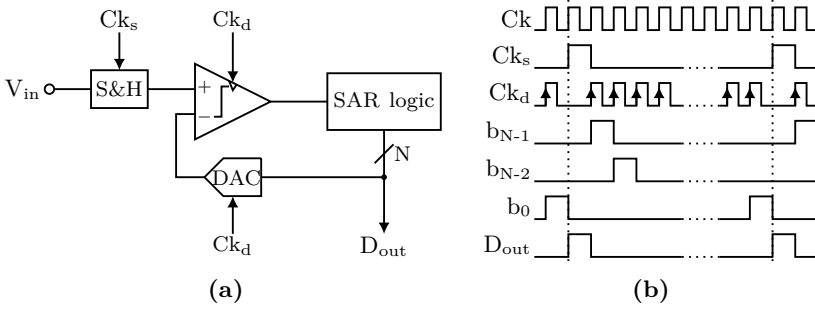 Ck_s
Ck_d
V_in
S&H
+
−
SAR logic
N
DAC
Ck_d
D_out
(a)
Ck
Ck_s
Ck_d
b_N-1
b_N-2
b_0
D_out
(b)